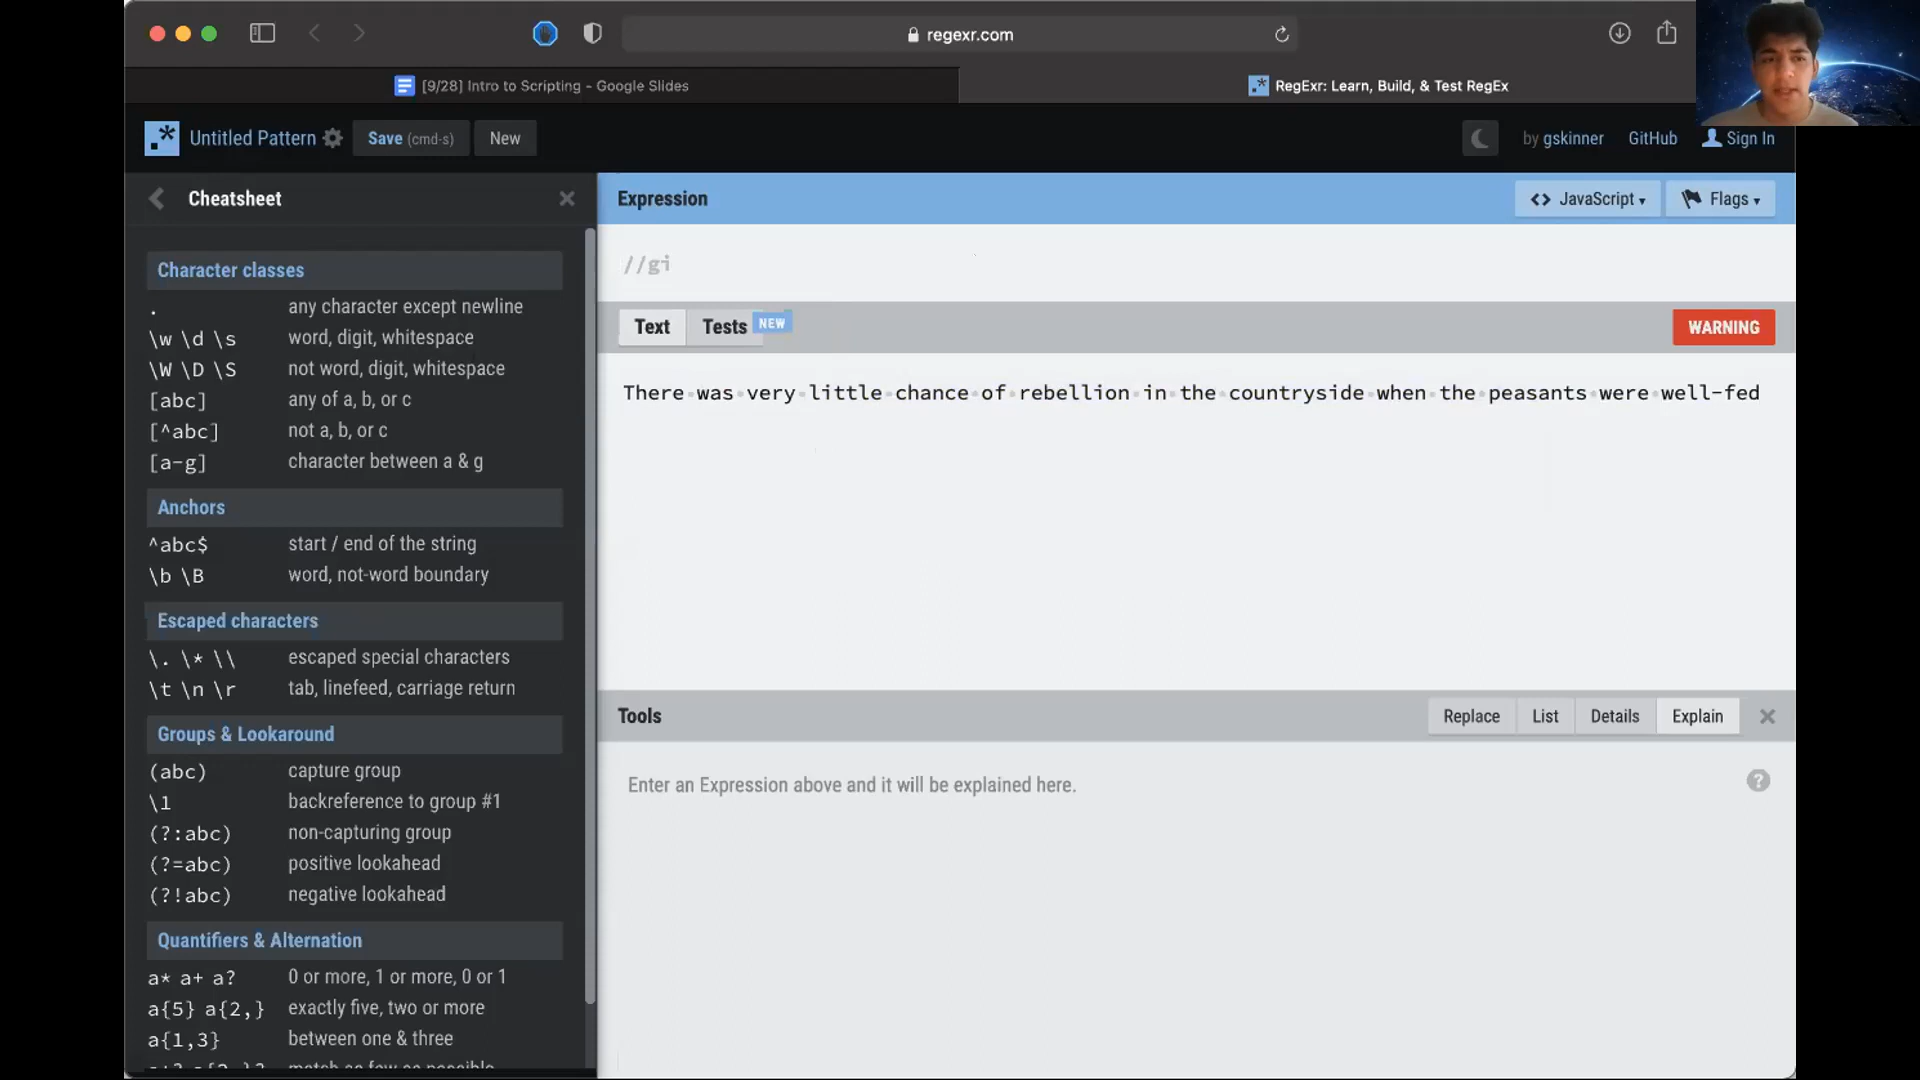 regexr.com
[9/28] Intro to Scripting - Google Slides
RegExr: Learn, Build, & Test RegEx
.* Untitled Pattern Save (cmd-s) New
by gskinner GitHub Sign In
Cheatsheet
Character classes
. any character except newline
\w \d \s word, digit, whitespace
\W \D \S not word, digit, whitespace
[abc] any of a, b, or c
[^abc] not a, b, or c
[a-g] character between a & g
Anchors
^abc$ start / end of the string
\b \B word, not-word boundary
Escaped characters
\. \* \\ escaped special characters
\t \n \r tab, linefeed, carriage return
Groups & Lookaround
(abc) capture group
\1 backreference to group #1
(?:abc) non-capturing group
(?=abc) positive lookahead
(?!abc) negative lookahead
Quantifiers & Alternation
a* a+ a? 0 or more, 1 or more, 0 or 1
a{5} a{2,} exactly five, two or more
a{1,3} between one & three
a+? a{2,}? match as few as possible
Expression
<> JavaScript Flags
//gi
Text Tests NEW
WARNING
There was very little chance of rebellion in the countryside when the peasants were well-fed
Tools
Replace List Details Explain
Enter an Expression above and it will be explained here.
?